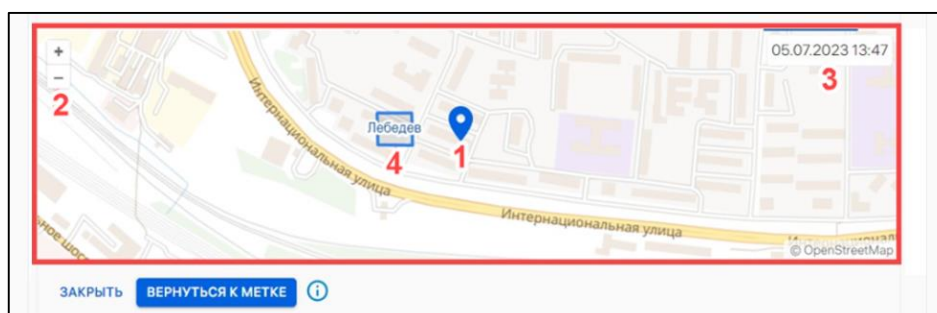 +
05.07.2023 13:47
−
2
3
Лебедев
4
1
Интернациональная улица
Интернациональная улица
© OpenStreetMap
ЗАКРЫТЬ
ВЕРНУТЬСЯ К МЕТКЕ
i